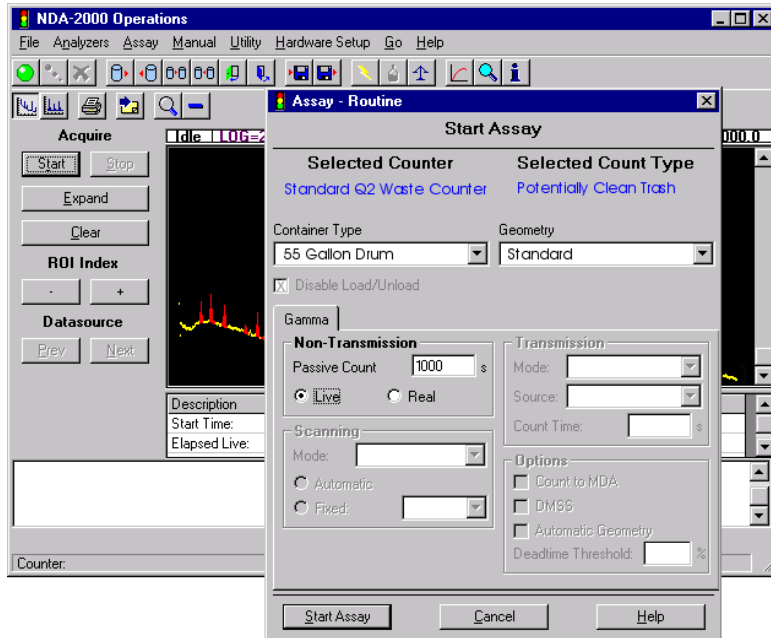 NDA-2000 Operations
File Analyzers Assay Manual Utility Hardware Setup Go Help
Acquire
Idle LOG=2
000.0
Start Stop
Expand
Clear
ROI Index
- +
Datasource
Prev Next
Description
Start Time:
Elapsed Live:
Counter:
Assay - Routine
Start Assay
Selected Counter
Selected Count Type
Standard Q2 Waste Counter
Potentially Clean Trash
Container Type
Geometry
55 Gallon Drum
Standard
Disable Load/Unload
Gamma
Non-Transmission
Passive Count 1000 s
Live Real
Scanning
Mode:
Automatic
Fixed:
Transmission
Mode:
Source:
Count Time: s
Options
Count to MDA
DMSS
Automatic Geometry
Deadtime Threshold: %
Start Assay Cancel Help